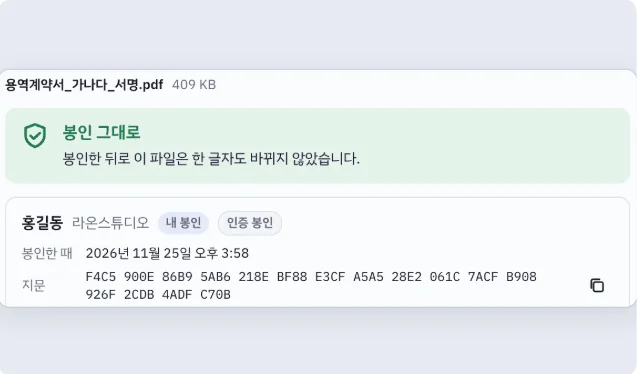 용역계약서_가나다_서명.pdf 409 KB
봉인 그대로
봉인한 뒤로 이 파일은 한 글자도 바뀌지 않았습니다.
홍길동 라온스튜디오 내 봉인 인증 봉인
봉인한 때 2026년 11월 25일 오후 3:58
지문 F4C5 900E 86B9 5AB6 218E BF88 E3CF A5A5 28E2 061C 7ACF B908
926F 2CDB 4ADF C70B